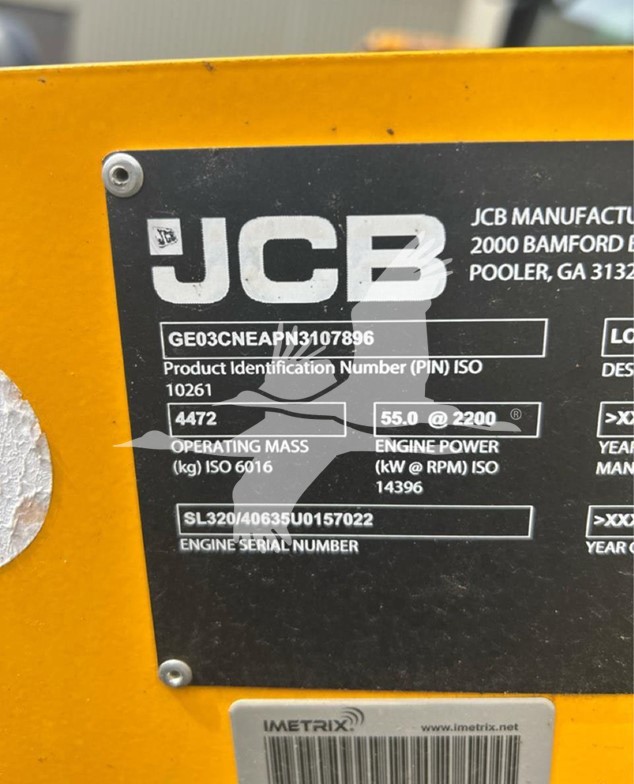 JCB
JCB
JCB MANUFACTU
2000 BAMFORD B
POOLER, GA 3132
GE03CNEAPN3107896
LO
Product Identification Number (PIN) ISO
10261
DES
4472
55.0 @ 2200 ®
>XX
OPERATING MASS
(kg) ISO 6016
ENGINE POWER
(kW @ RPM) ISO
14396
YEAR
MAN
SL320/40635U0157022
>XXX
ENGINE SERIAL NUMBER
YEAR O
IMETRIX
www.imetrix.net